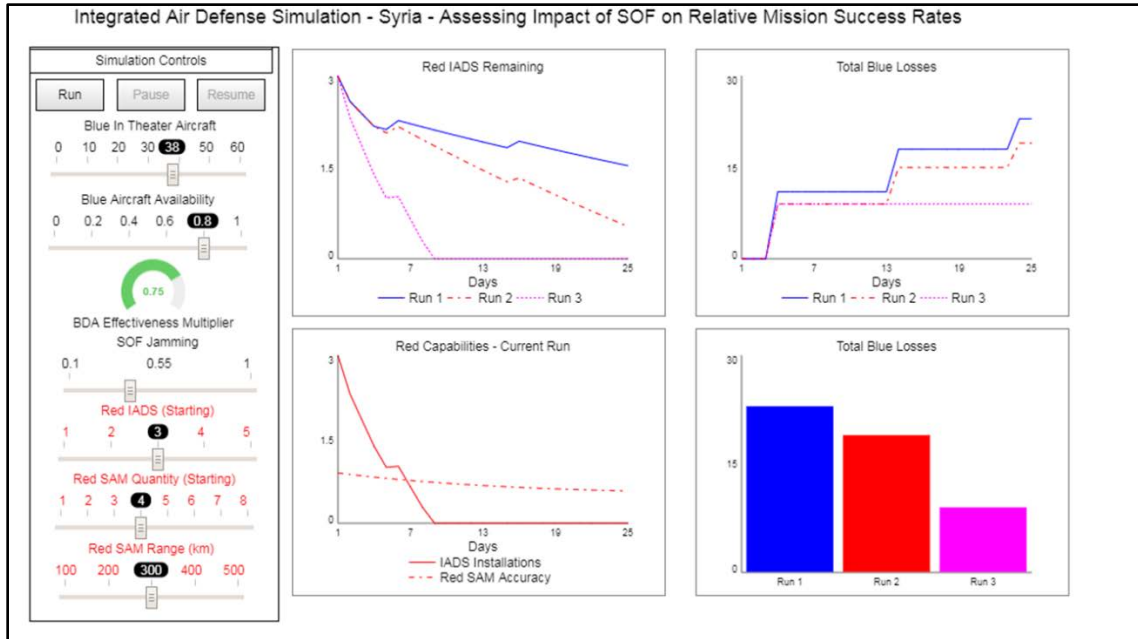 Integrated Air Defense Simulation - Syria - Assessing Impact of SOF on Relative Mission Success Rates
Simulation Controls
Run Pause Resume
Blue In Theater Aircraft
0 10 20 30 38 50 60
Blue Aircraft Availability
0 0.2 0.4 0.6 0.8 1
0.75
BDA Effectiveness Multiplier
SOF Jamming
0.1 0.55 1
Red IADS (Starting)
1 2 3 4 5
Red SAM Quantity (Starting)
1 2 3 4 5 6 7 8
Red SAM Range (km)
100 200 300 400 500
Red IADS Remaining
3
1.5
0
1 7 13 19 25
Days
Run 1 Run 2 Run 3
Total Blue Losses
30
15
0
1 7 13 19 25
Days
Run 1 Run 2 Run 3
Red Capabilities - Current Run
3
1.5
0
1 7 13 19 25
Days
IADS Installations
Red SAM Accuracy
Total Blue Losses
30
15
0
Run 1 Run 2 Run 3